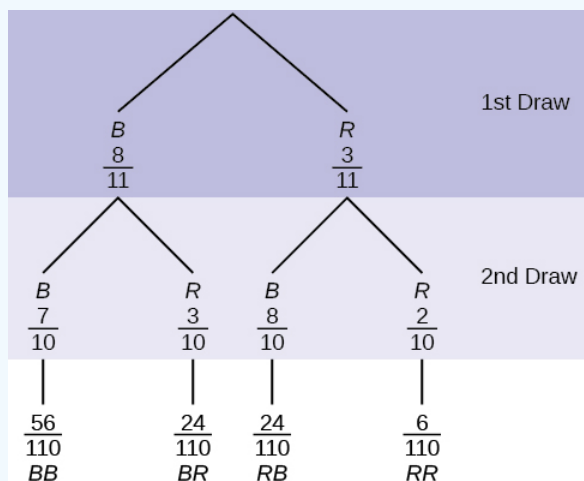 1st Draw
B R
8/11 3/11
2nd Draw
B R B R
7/10 3/10 8/10 2/10
56/110 24/110 24/110 6/110
BB BR RB RR